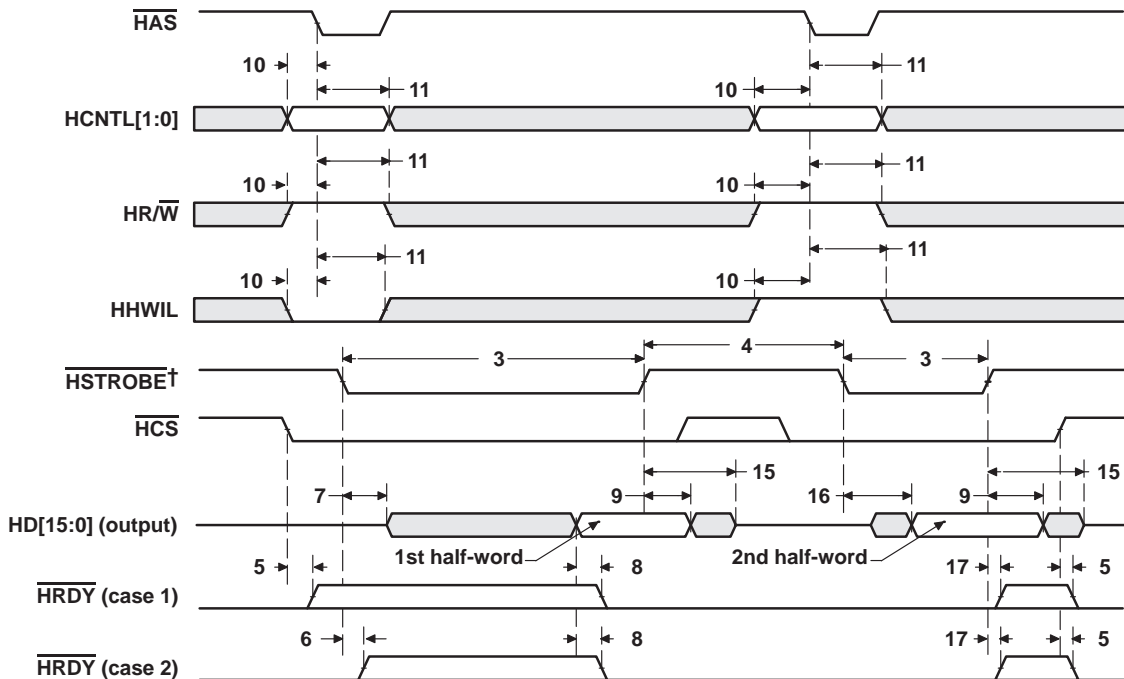 HAS
10
11
10
11
HCNTL[1:0]
11
11
10
10
HR/W
11
11
10
10
HHWIL
3
4
3
HSTROBE†
HCS
15
15
7
9
16
9
HD[15:0] (output)
1st half-word
2nd half-word
5
8
17
5
HRDY (case 1)
6
8
17
5
HRDY (case 2)